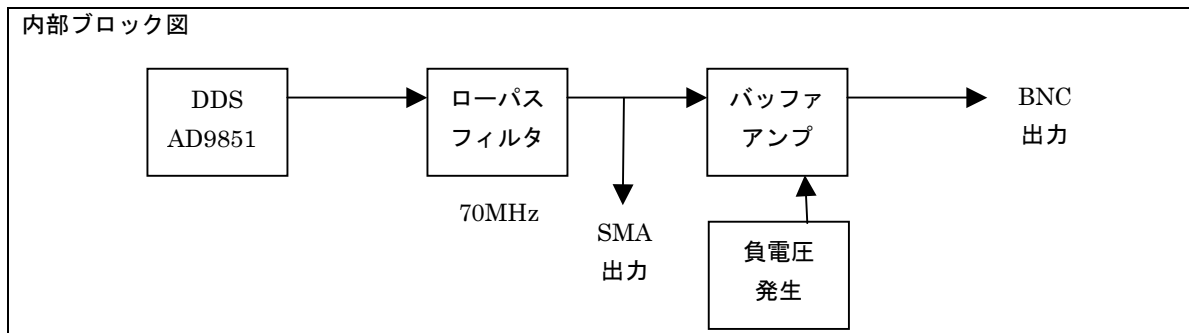 内部ブロック図
DDS
AD9851
ローパス
フィルタ
70MHz
SMA
出力
バッファ
アンプ
負電圧
発生
BNC
出力